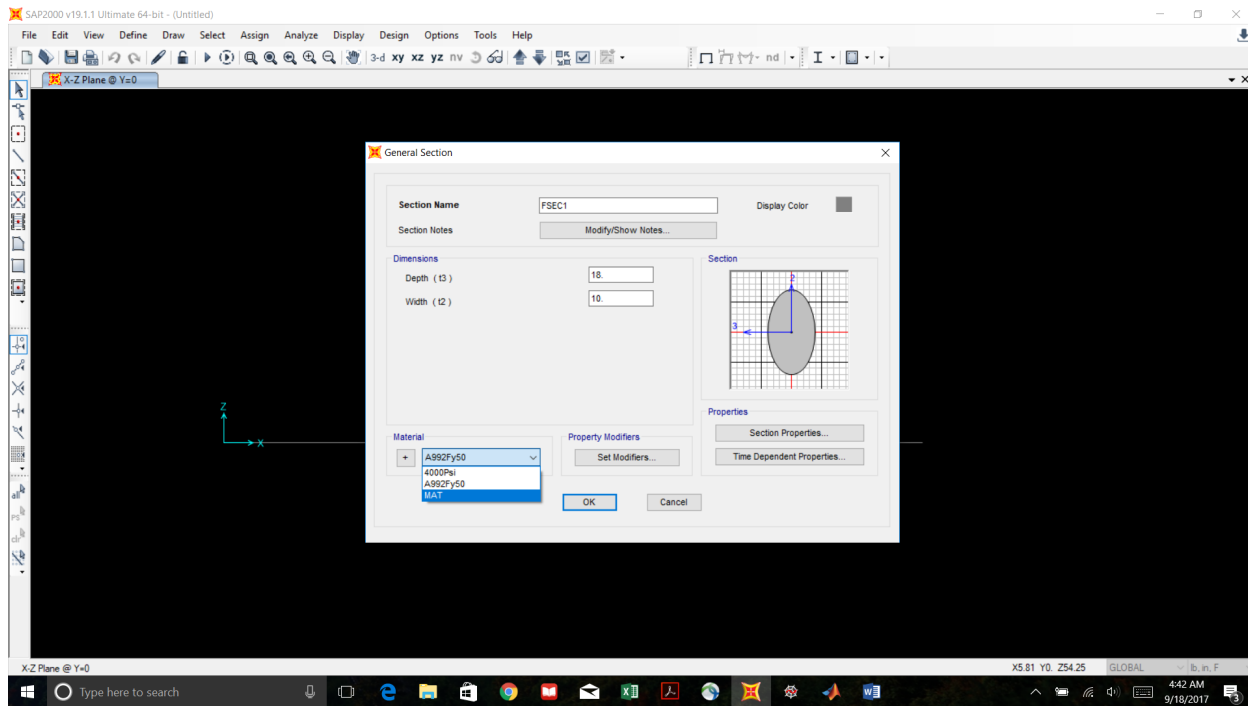 SAP2000 v19.1.1 Ultimate 64-bit - (Untitled)
File Edit View Define Draw Select Assign Analyze Display Design Options Tools Help
3-d xy xz yz nv nd
X-Z Plane @ Y=0
General Section
Section Name FSEC1 Display Color
Section Notes Modify/Show Notes...
Dimensions
Depth ( t3 ) 18.
Width ( t2 ) 10.
Section
2
3
Properties
Section Properties...
Time Dependent Properties...
Material
+ A992Fy50
4000Psi
A992Fy50
MAT
Property Modifiers
Set Modifiers...
OK Cancel
Z
X
all
ps
clr
X-Z Plane @ Y=0 X5.81 Y0. Z54.25 GLOBAL lb, in, F
Type here to search
4:42 AM
9/18/2017
3